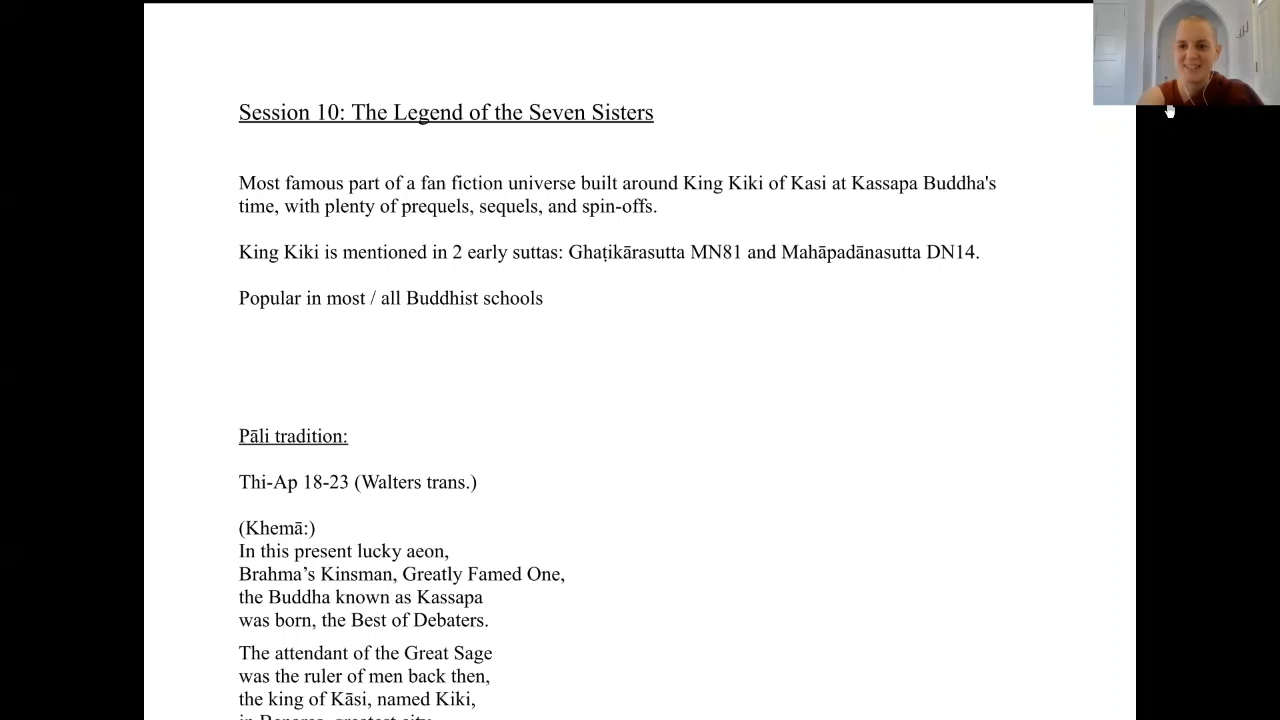 Session 10: The Legend of the Seven Sisters
Most famous part of a fan fiction universe built around King Kiki of Kasi at Kassapa Buddha's
time, with plenty of prequels, sequels, and spin-offs.
King Kiki is mentioned in 2 early suttas: Ghaṭikārasutta MN81 and Mahāpadānasutta DN14.
Popular in most / all Buddhist schools
Pāli tradition:
Thi-Ap 18-23 (Walters trans.)
(Khemā:)
In this present lucky aeon,
Brahma’s Kinsman, Greatly Famed One,
the Buddha known as Kassapa
was born, the Best of Debaters.
The attendant of the Great Sage
was the ruler of men back then,
the king of Kāsi, named Kiki,
in Benares, greatest city.